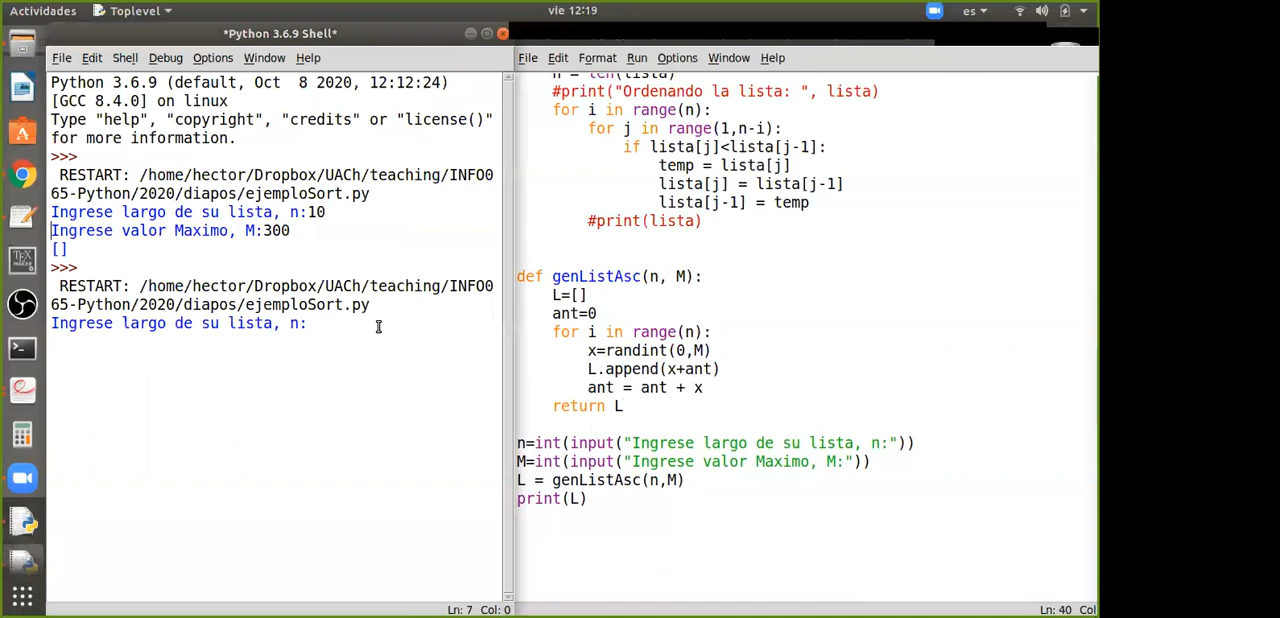 Actividades
Toplevel
vie 12:19
es
*Python 3.6.9 Shell*
File Edit Shell Debug Options Window Help
Python 3.6.9 (default, Oct  8 2020, 12:12:24)
[GCC 8.4.0] on linux
Type "help", "copyright", "credits" or "license()"
for more information.
>>>
 RESTART: /home/hector/Dropbox/UACh/teaching/INFO0
65-Python/2020/diapos/ejemploSort.py
Ingrese largo de su lista, n:10
Ingrese valor Maximo, M:300
[]
>>>
 RESTART: /home/hector/Dropbox/UACh/teaching/INFO0
65-Python/2020/diapos/ejemploSort.py
Ingrese largo de su lista, n:
Ln: 7 Col: 0
File Edit Format Run Options Window Help
n = len(lista)
#print("Ordenando la lista: ", lista)
for i in range(n):
for j in range(1,n-i):
if lista[j]<lista[j-1]:
temp = lista[j]
lista[j] = lista[j-1]
lista[j-1] = temp
#print(lista)
def genListAsc(n, M):
L=[]
ant=0
for i in range(n):
x=randint(0,M)
L.append(x+ant)
ant = ant + x
return L
n=int(input("Ingrese largo de su lista, n:"))
M=int(input("Ingrese valor Maximo, M:"))
L = genListAsc(n,M)
print(L)
Ln: 40 Col